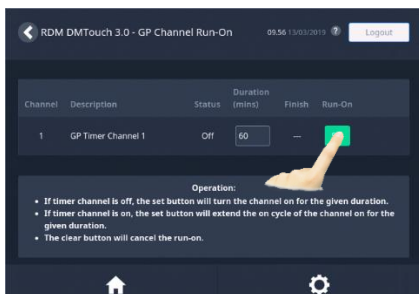 RDM DMTouch 3.0 - GP Channel Run-On 09.56 13/03/2019 ? Logout
Channel Description Status Duration (mins) Finish Run-On
1 GP Timer Channel 1 Off 60 —
Operation:
• If timer channel is off, the set button will turn the channel on for the
given duration.
• If timer channel is on, the set button will extend the on cycle of the channel on for the
given duration.
• The clear button will cancel the run-on.